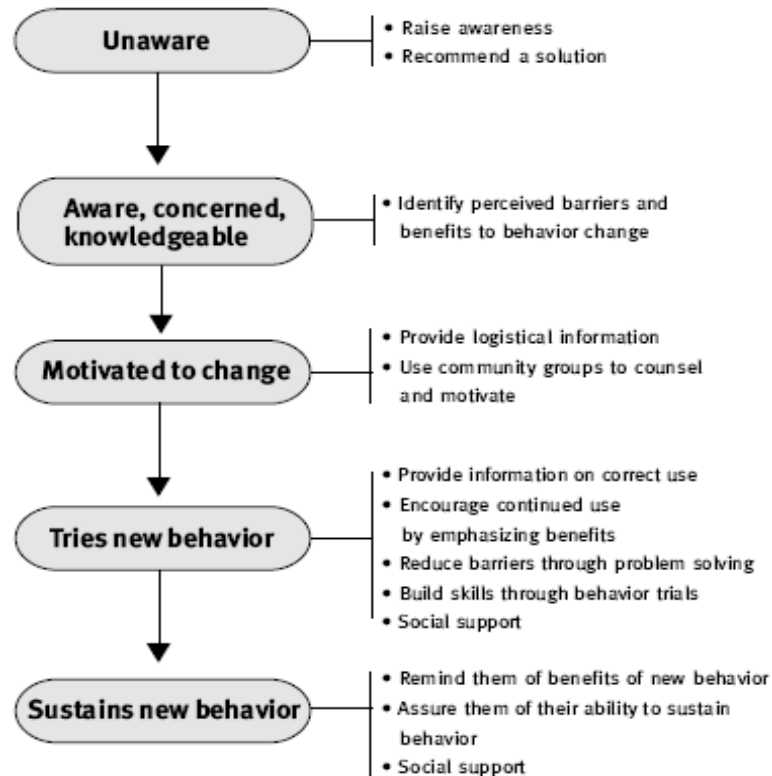 Unaware
• Raise awareness
• Recommend a solution
Aware, concerned,
knowledgeable
• Identify perceived barriers and
benefits to behavior change
Motivated to change
• Provide logistical information
• Use community groups to counsel
and motivate
Tries new behavior
• Provide information on correct use
• Encourage continued use
by emphasizing benefits
• Reduce barriers through problem solving
• Build skills through behavior trials
• Social support
Sustains new behavior
• Remind them of benefits of new behavior
• Assure them of their ability to sustain
behavior
• Social support